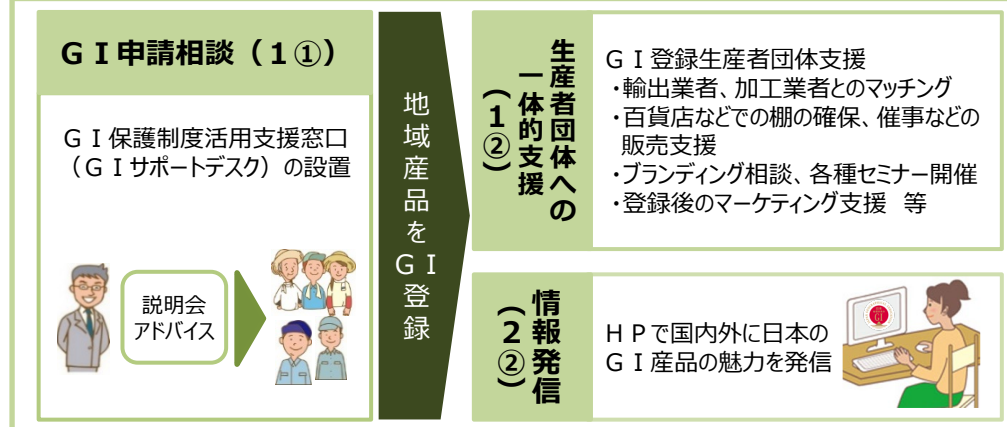 ＧＩ申請相談（１①）
ＧＩ保護制度活用支援窓口
（ＧＩサポートデスク）の設置
説明会
アドバイス
地域産品をＧＩ登録
生産者団体への
一体的支援
（１②）
ＧＩ登録生産者団体支援
・輸出業者、加工業者とのマッチング
・百貨店などでの棚の確保、催事などの
販売支援
・ブランディング相談、各種セミナー開催
・登録後のマーケティング支援　等
情報発信
（２②）
ＨＰで国内外に日本の
ＧＩ産品の魅力を発信